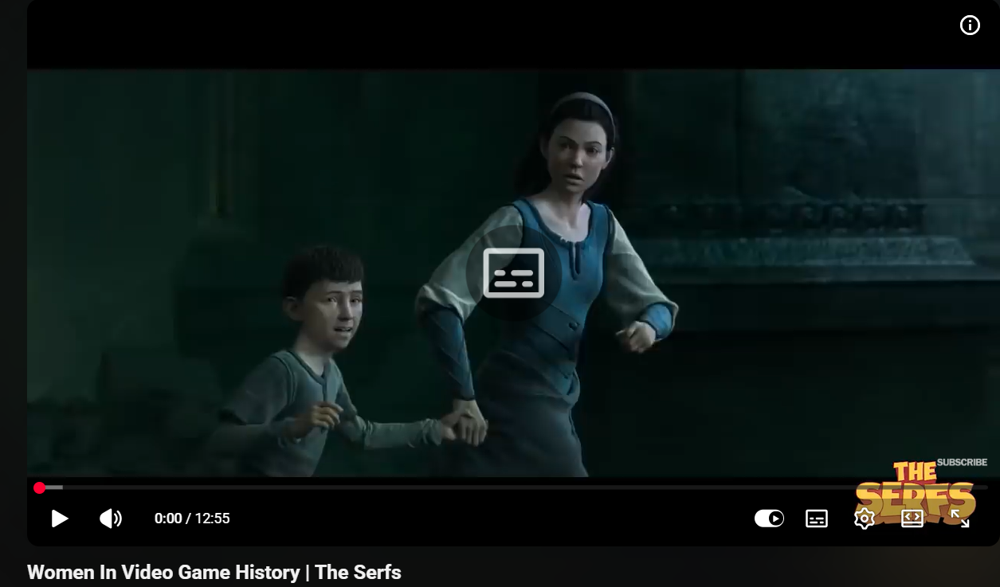 SUBSCRIBE
THE
SERFS
0:00 / 12:55
Women In Video Game History | The Serfs